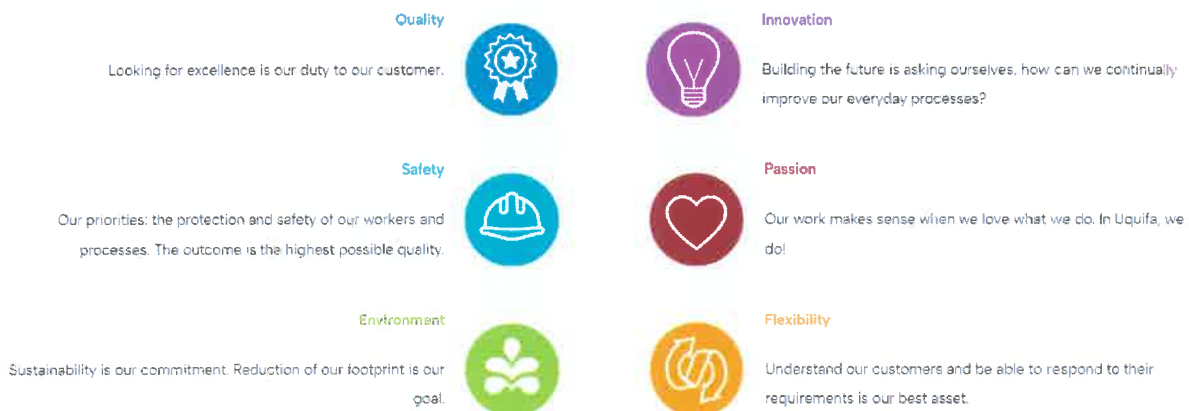 Quality
Looking for excellence is our duty to our customer.
Innovation
Building the future is asking ourselves, how can we continually
improve our everyday processes?
Safety
Our priorities: the protection and safety of our workers and
processes. The outcome is the highest possible quality.
Passion
Our work makes sense when we love what we do. In Uquifa, we
do!
Environment
Sustainability is our commitment. Reduction of our footprint is our
goal.
Flexibility
Understand our customers and be able to respond to their
requirements is our best asset.